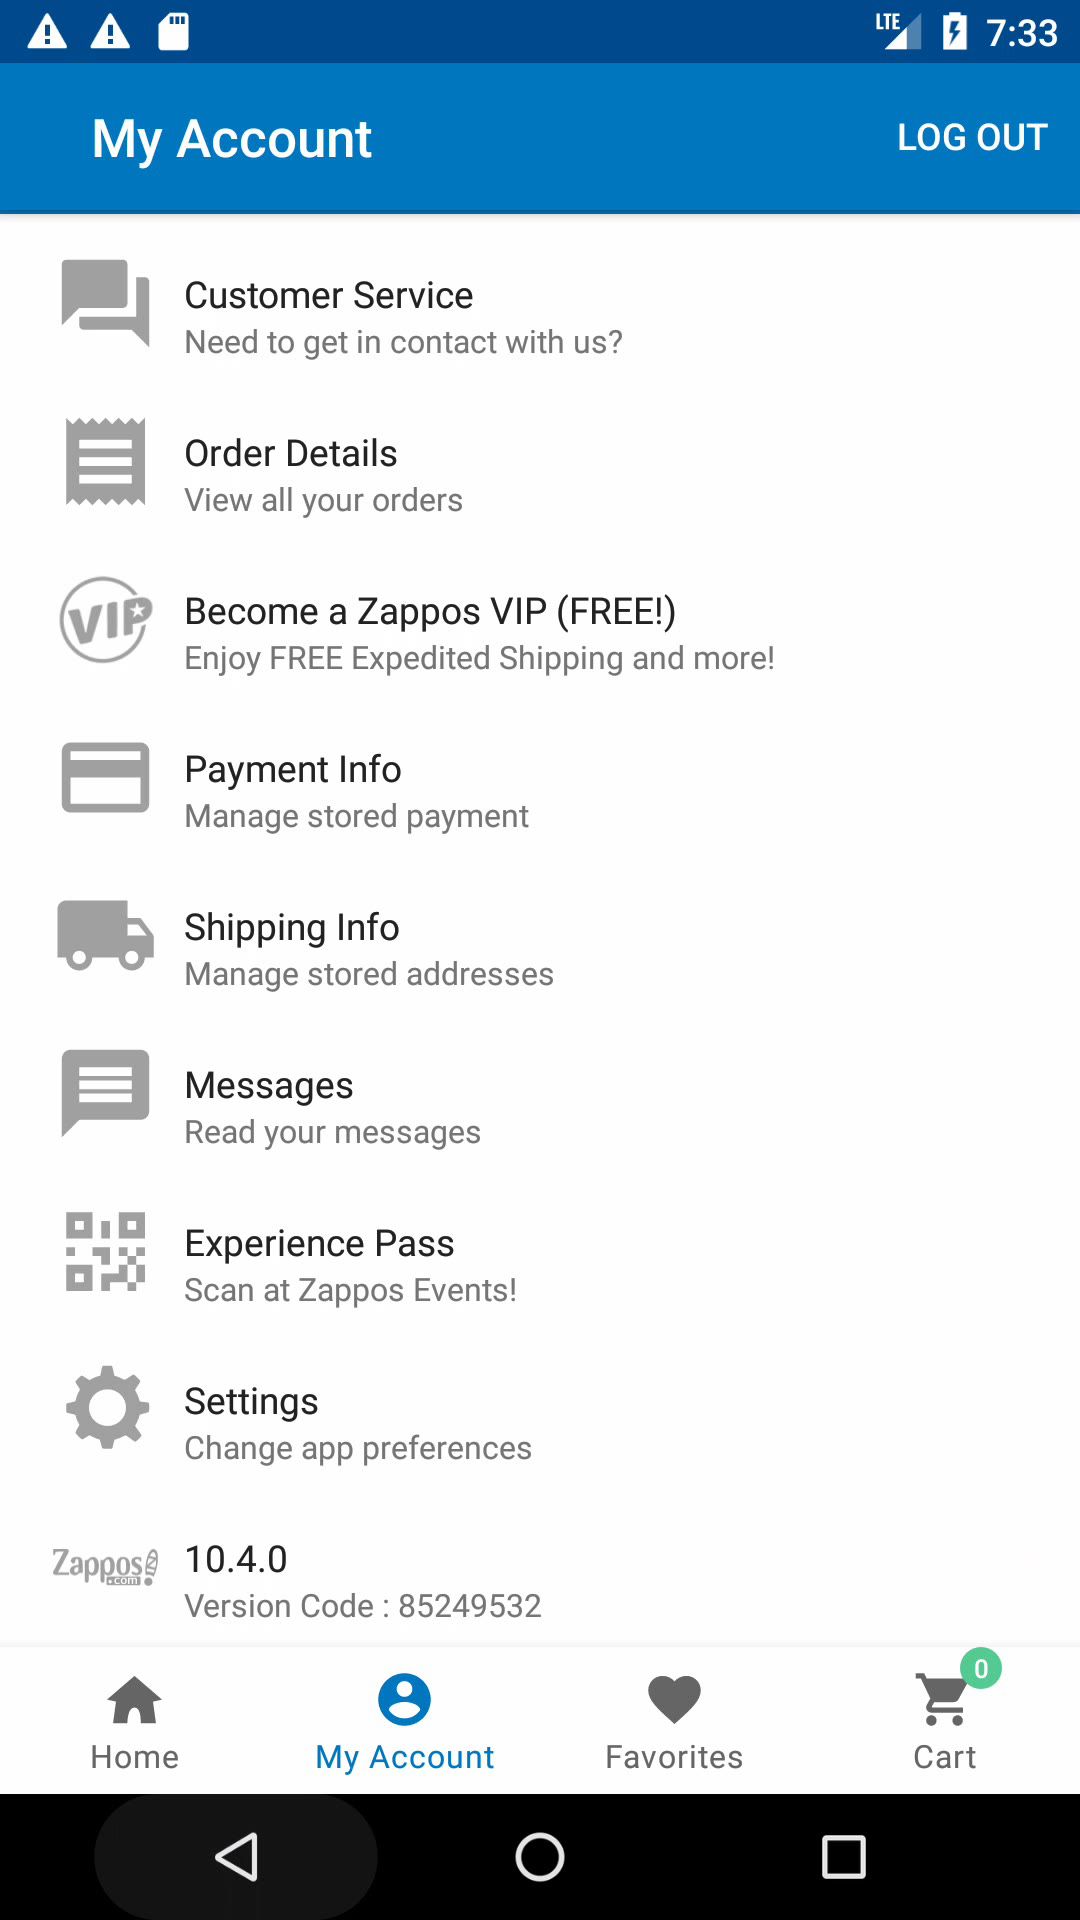 LTE 7:33
My Account LOG OUT
Customer Service
Need to get in contact with us?
Order Details
View all your orders
VIP
Become a Zappos VIP (FREE!)
Enjoy FREE Expedited Shipping and more!
Payment Info
Manage stored payment
Shipping Info
Manage stored addresses
Messages
Read your messages
Experience Pass
Scan at Zappos Events!
Settings
Change app preferences
Zappos
.com
10.4.0
Version Code : 85249532
0
Home My Account Favorites Cart